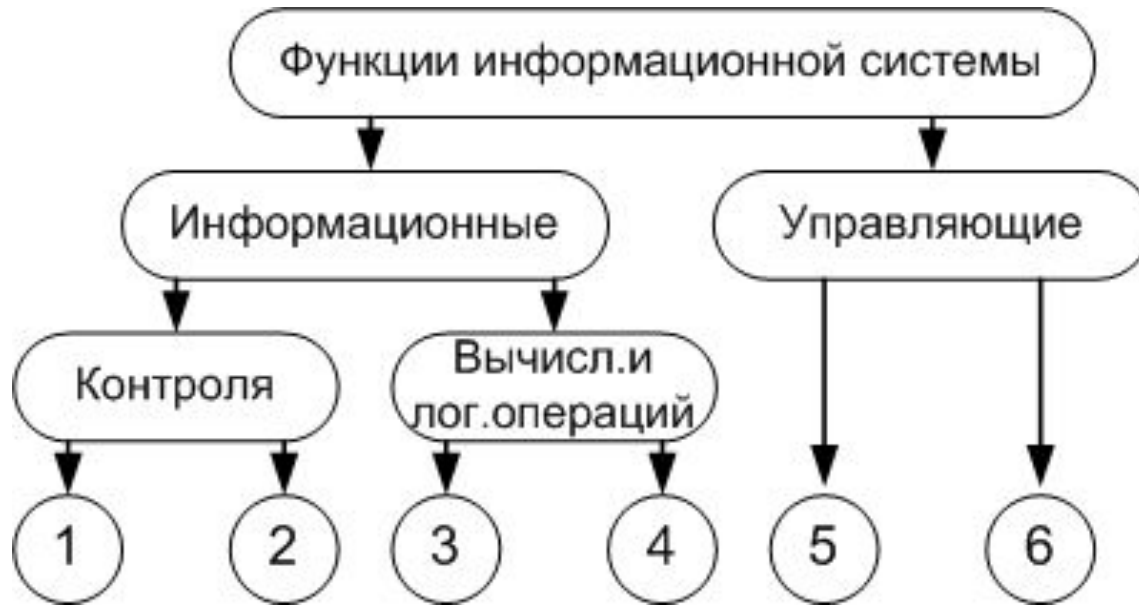 Функции информационной системы
Информационные
Управляющие
Контроля
Вычисл.и
лог.операций
1
2
3
4
5
6